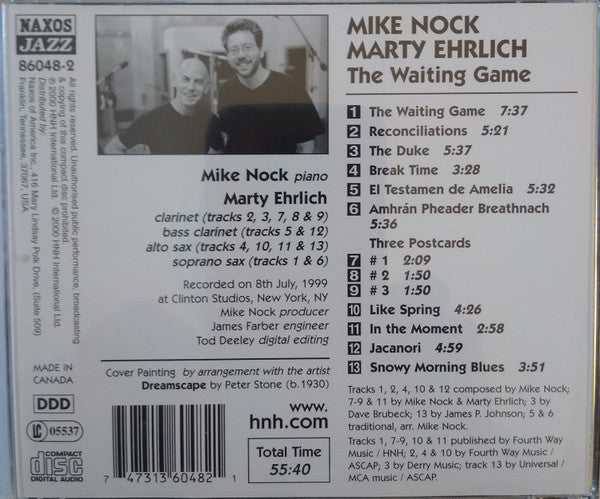 NAXOS
JAZZ
86048-2
All rights reserved. Unauthorised public performance, broadcasting
& copying of this compact disc prohibited.
℗ 2000 HNH International Ltd. © 2000 HNH International Ltd.
Distributed by:
Naxos of America Inc., 416 Mary Lindsay Polk Drive, (Suite 509)
Franklin, Tennessee, 37067, USA
MADE IN
CANADA
DDD
LC 05537
COMPACT
disc
DIGITAL AUDIO
Mike Nock piano
Marty Ehrlich
clarinet (tracks 2, 3, 7, 8 & 9)
bass clarinet (tracks 5 & 12)
alto sax (tracks 4, 10, 11 & 13)
soprano sax (tracks 1 & 6)
Recorded on 8th July, 1999
at Clinton Studios, New York, NY
Mike Nock producer
James Farber engineer
Tod Deeley digital editing
Cover Painting by arrangement with the artist
Dreamscape by Peter Stone (b.1930)
7 47313 60482 1
www.
hnh.com
Total Time
55:40
MIKE NOCK
MARTY EHRLICH
The Waiting Game
1 The Waiting Game 7:37
2 Reconciliations 5:21
3 The Duke 5:37
4 Break Time 3:28
5 El Testamen de Amelia 5:32
6 Amhrán Pheader Breathnach
5:36
Three Postcards
7 # 1 2:09
8 # 2 1:50
9 # 3 1:50
10 Like Spring 4:26
11 In the Moment 2:58
12 Jacanori 4:59
13 Snowy Morning Blues 3:51
Tracks 1, 2, 4, 10 & 12 composed by Mike Nock;
7-9 & 11 by Mike Nock & Marty Ehrlich; 3 by
Dave Brubeck; 13 by James P. Johnson; 5 & 6
traditional, arr. Mike Nock.
Tracks 1, 7-9, 10 & 11 published by Fourth Way
Music / HNH; 2, 4 & 10 by Fourth Way Music /
ASCAP; 3 by Derry Music; track 13 by Universal /
MCA music / ASCAP.